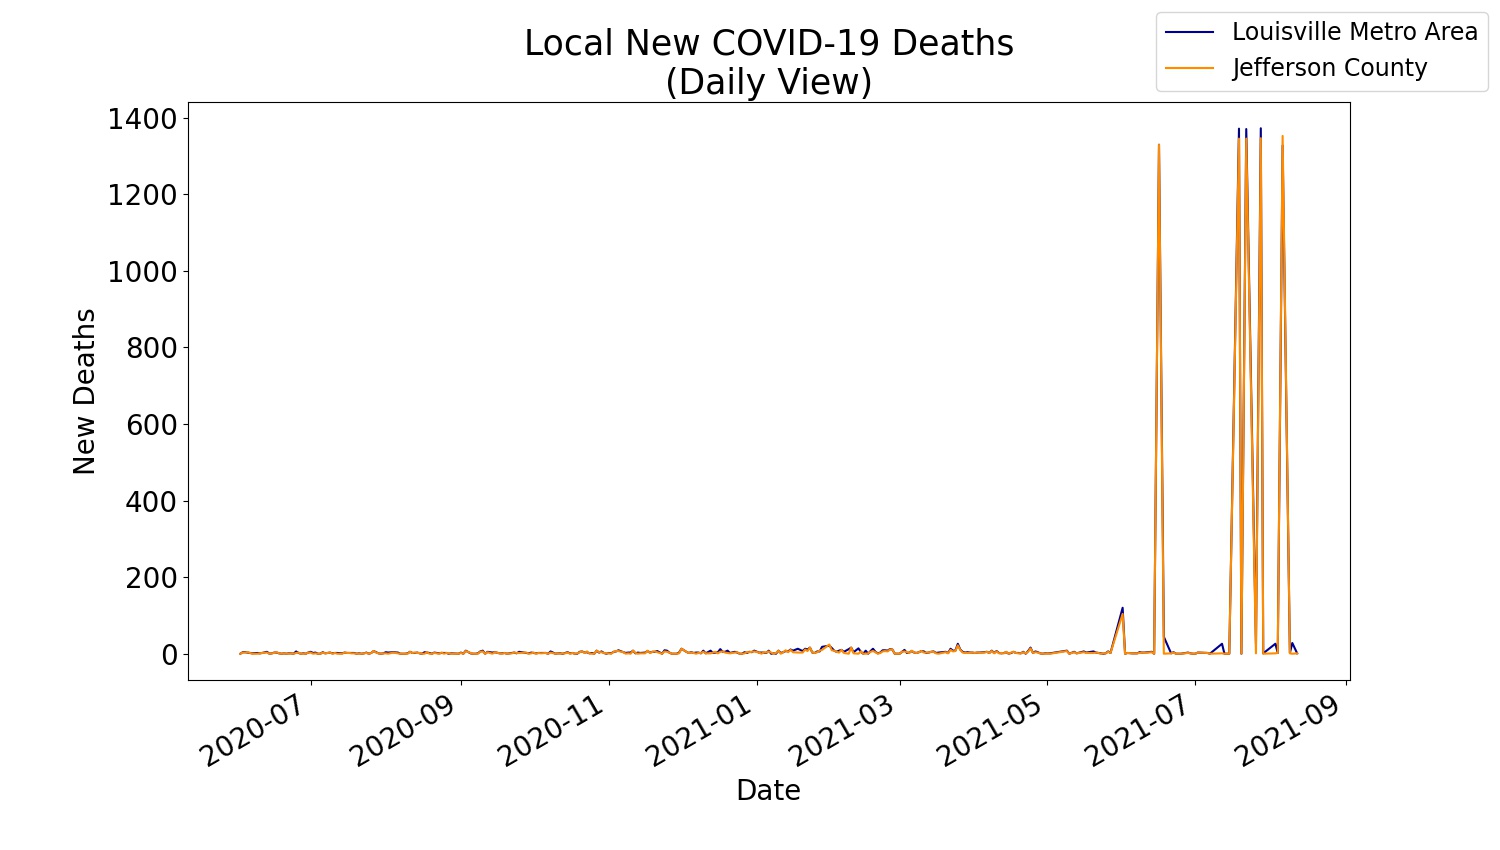 Local New COVID-19 Deaths
(Daily View)
Louisville Metro Area
Jefferson County
1400
1200
1000
800
600
400
200
0
New Deaths
2020-07
2020-09
2020-11
2021-01
2021-03
2021-05
2021-07
2021-09
Date